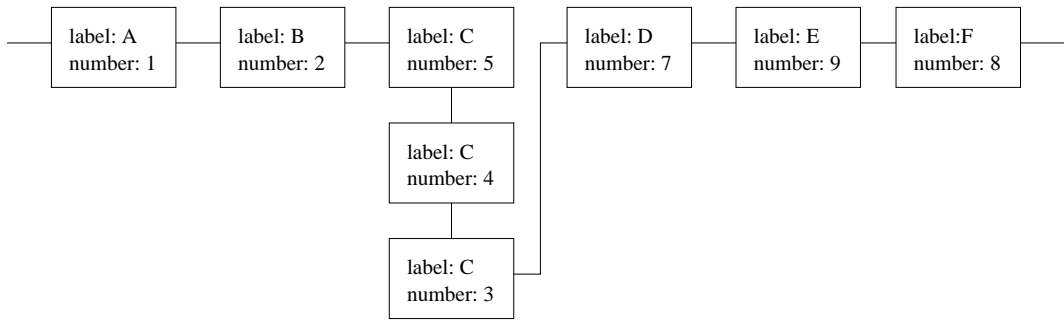 label: A
number: 1
label: B
number: 2
label: C
number: 5
label: C
number: 4
label: C
number: 3
label: D
number: 7
label: E
number: 9
label:F
number: 8